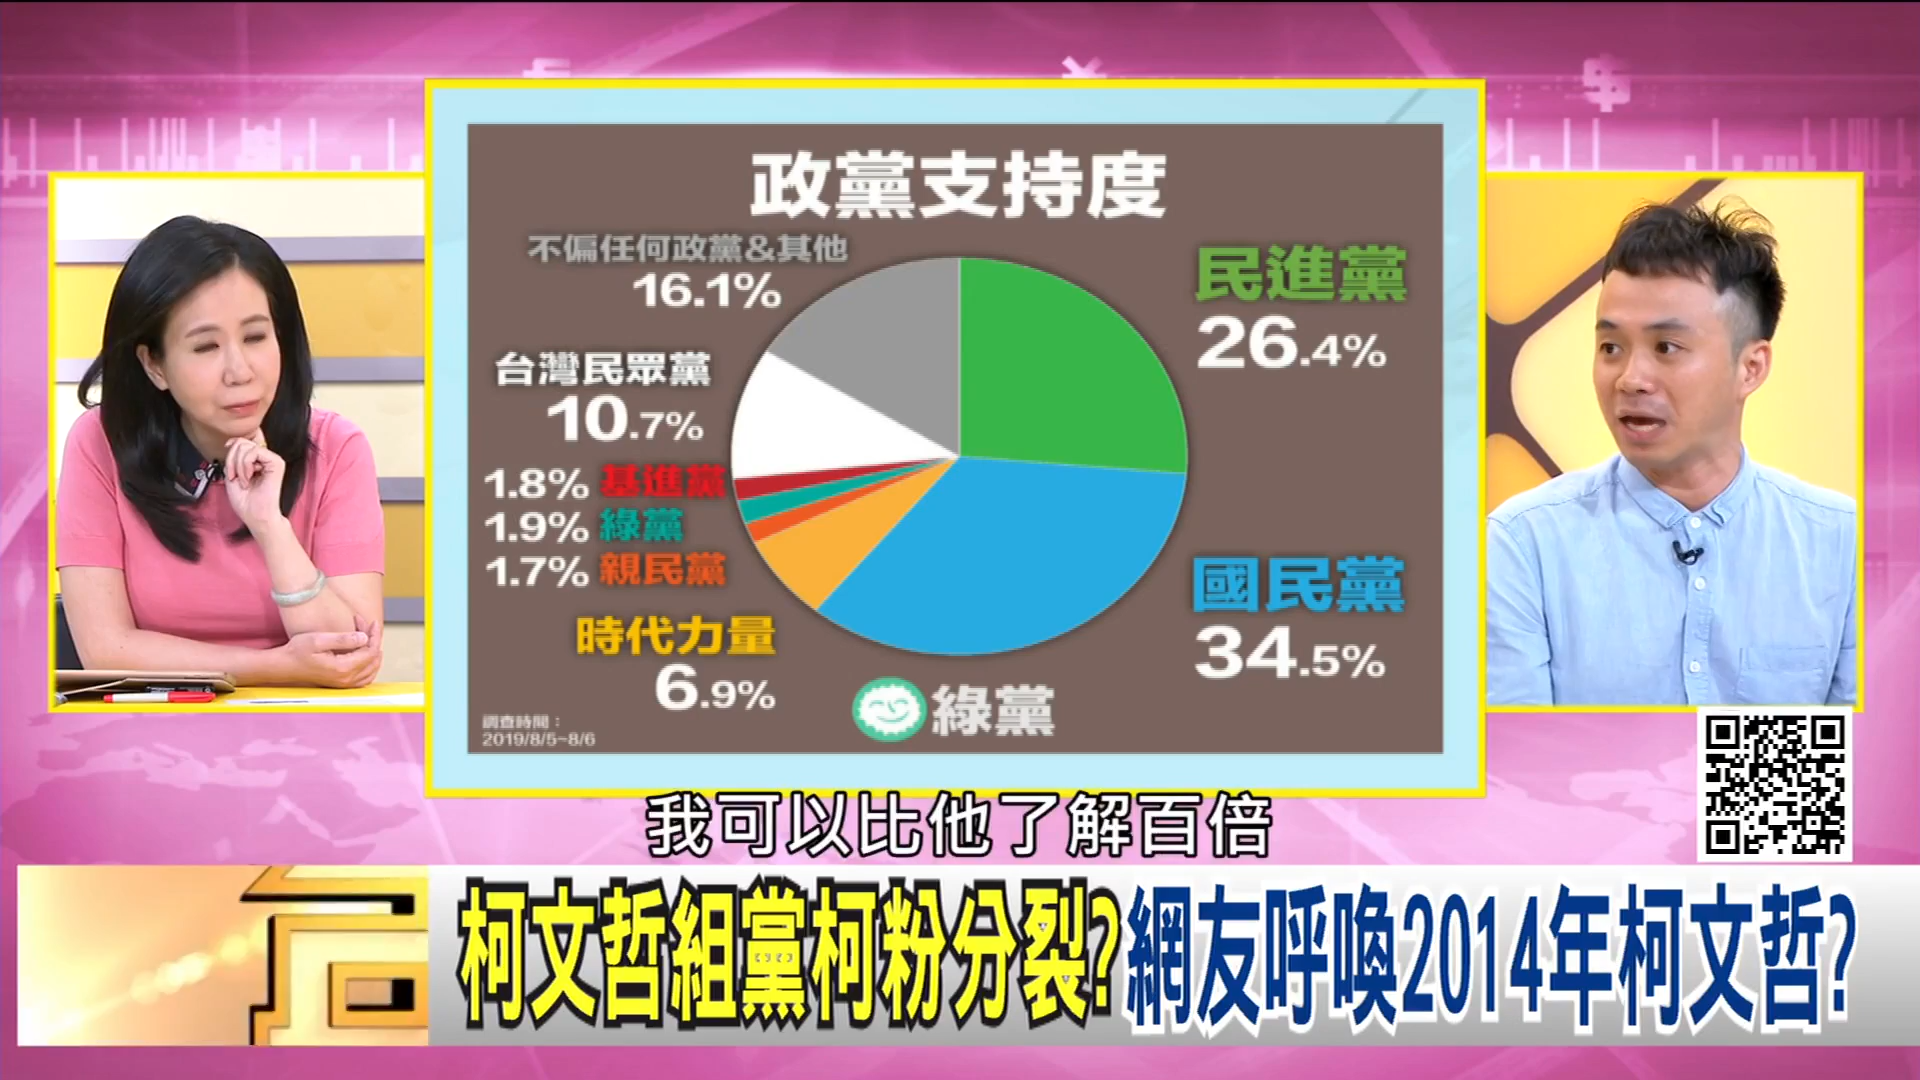 政黨支持度
不偏任何政黨&其他
16.1%
民進黨
26.4%
台灣民眾黨
10.7%
1.8% 基進黨
1.9% 綠黨
1.7% 親民黨
國民黨
34.5%
時代力量
6.9%
綠黨
調查時間：
2019/8/5~8/6
我可以比他了解百倍
柯文哲組黨柯粉分裂?網友呼喚2014年柯文哲?